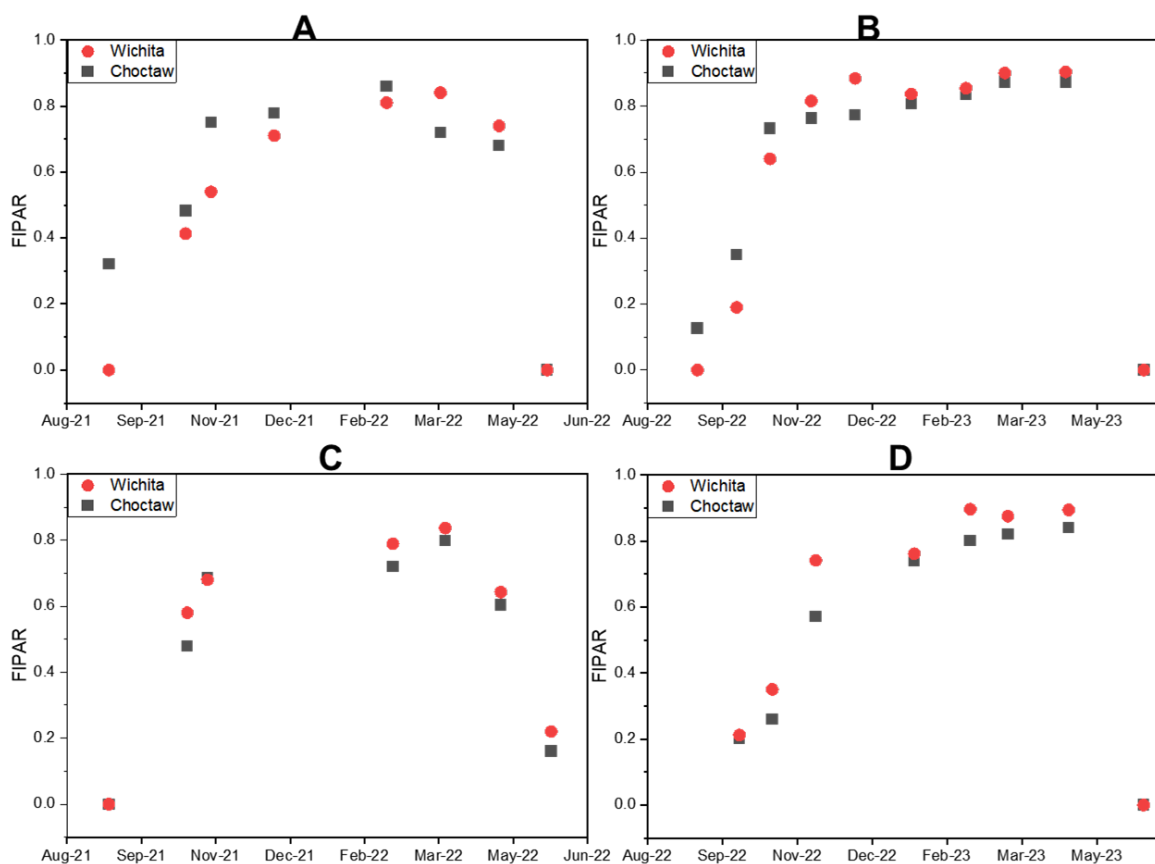 A
Wichita
Choctaw
FIPAR
1.0
0.8
0.6
0.4
0.2
0.0
Aug-21 Sep-21 Nov-21 Dec-21 Feb-22 Mar-22 May-22 Jun-22
B
Wichita
Choctaw
FIPAR
1.0
0.8
0.6
0.4
0.2
0.0
Aug-22 Sep-22 Nov-22 Dec-22 Feb-23 Mar-23 May-23
C
Wichita
Choctaw
FIPAR
1.0
0.8
0.6
0.4
0.2
0.0
Aug-21 Sep-21 Nov-21 Dec-21 Feb-22 Mar-22 May-22 Jun-22
D
Wichita
Choctaw
FIPAR
1.0
0.8
0.6
0.4
0.2
0.0
Aug-22 Sep-22 Nov-22 Dec-22 Feb-23 Mar-23 May-23